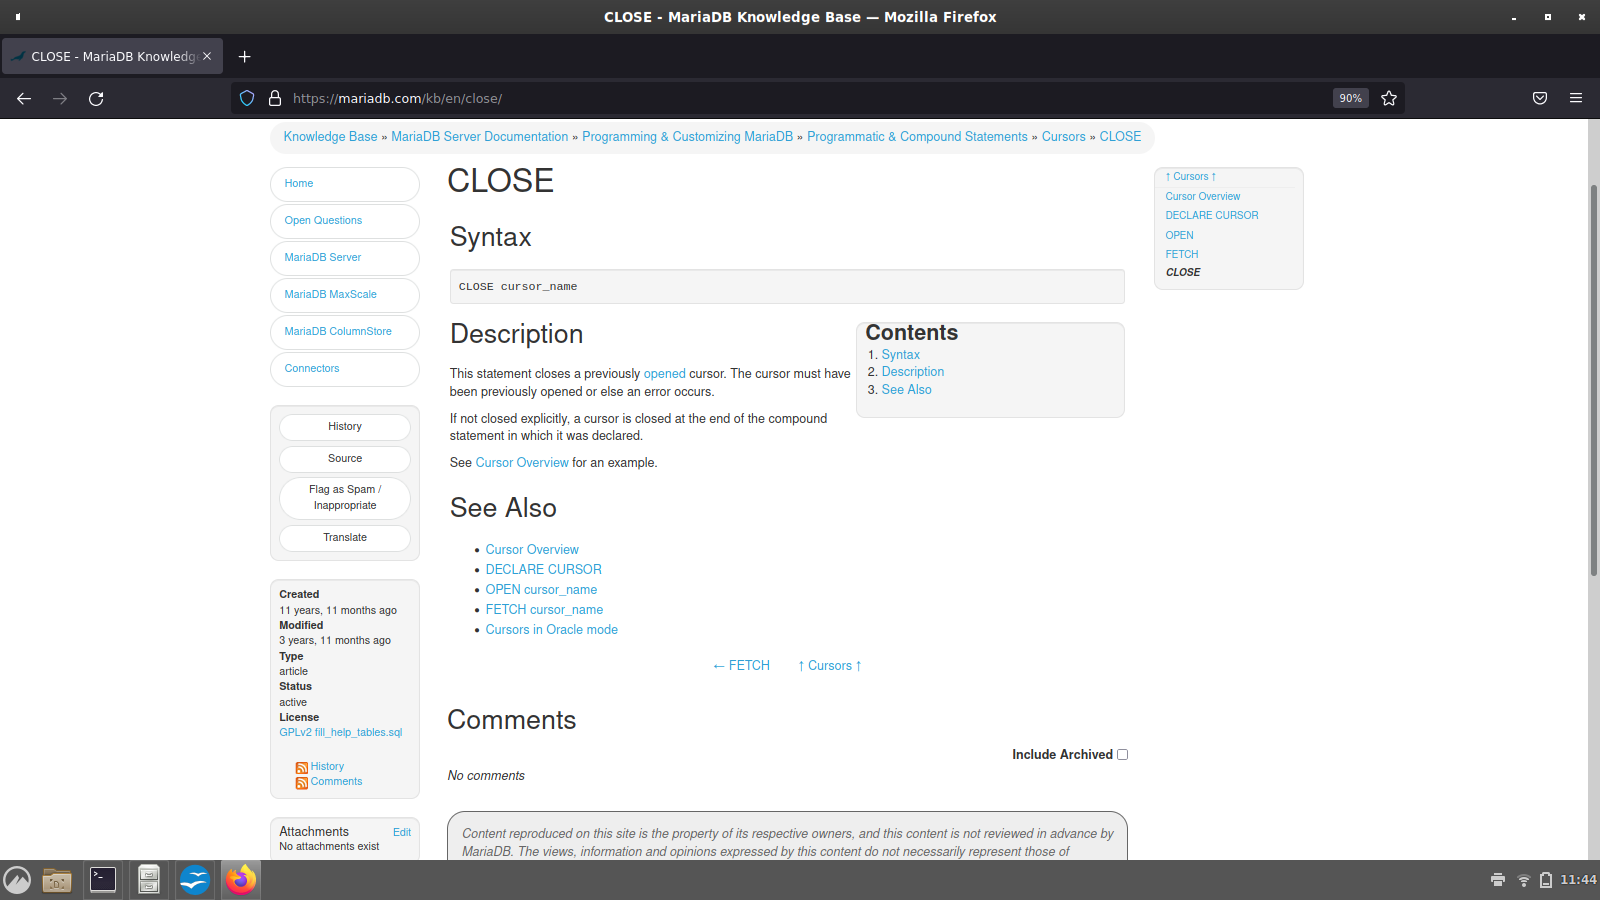 CLOSE - MariaDB Knowledge Base — Mozilla Firefox
CLOSE - MariaDB Knowledge
https://mariadb.com/kb/en/close/
90%
Knowledge Base » MariaDB Server Documentation » Programming & Customizing MariaDB » Programmatic & Compound Statements » Cursors » CLOSE
Home
Open Questions
MariaDB Server
MariaDB MaxScale
MariaDB ColumnStore
Connectors
History
Source
Flag as Spam /
Inappropriate
Translate
Created
11 years, 11 months ago
Modified
3 years, 11 months ago
Type
article
Status
active
License
GPLv2 fill_help_tables.sql
History
Comments
Attachments
Edit
No attachments exist
CLOSE
Syntax
CLOSE cursor_name
Description
This statement closes a previously opened cursor. The cursor must have
been previously opened or else an error occurs.
If not closed explicitly, a cursor is closed at the end of the compound
statement in which it was declared.
See Cursor Overview for an example.
Contents
1. Syntax
2. Description
3. See Also
See Also
• Cursor Overview
• DECLARE CURSOR
• OPEN cursor_name
• FETCH cursor_name
• Cursors in Oracle mode
← FETCH
↑ Cursors ↑
Comments
Include Archived
No comments
Content reproduced on this site is the property of its respective owners, and this content is not reviewed in advance by
MariaDB. The views, information and opinions expressed by this content do not necessarily represent those of
↑ Cursors ↑
Cursor Overview
DECLARE CURSOR
OPEN
FETCH
CLOSE
11:44